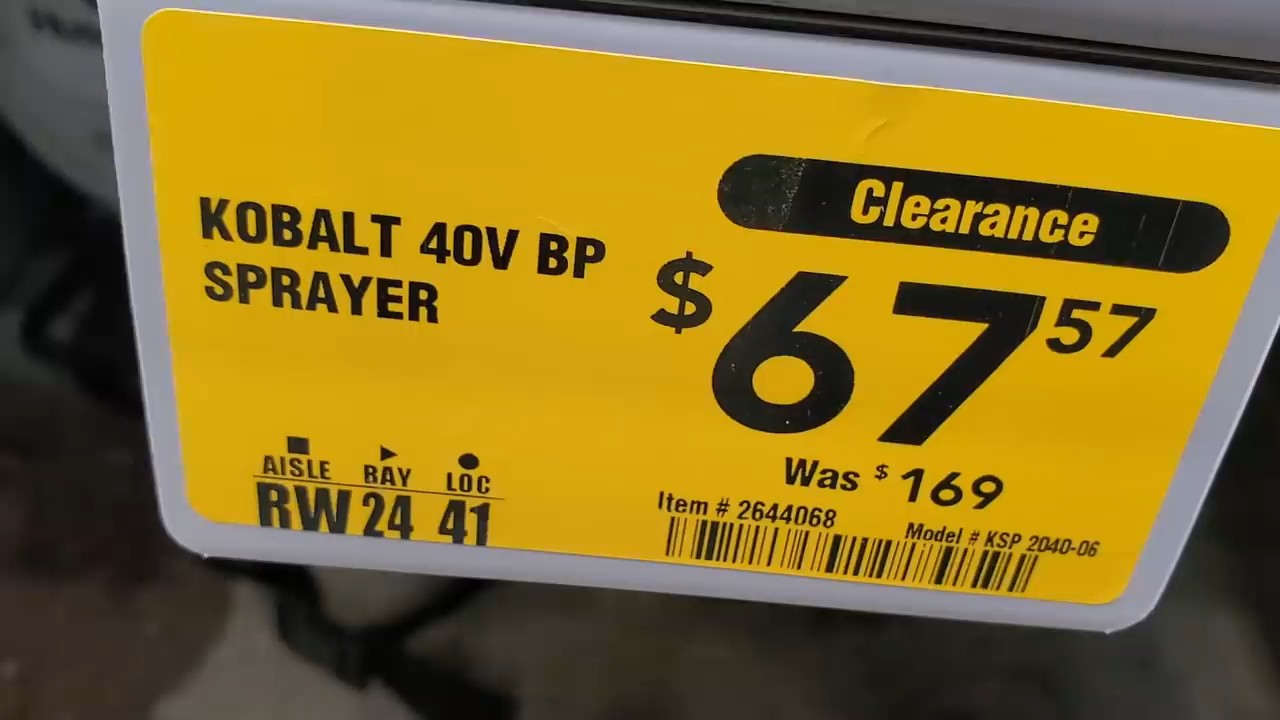 Clearance
KOBALT 40V BP
SPRAYER
$67 57
Was $169
AISLE BAY LOC
RW 24 41
Item # 2644068
Model # KSP 2040-06